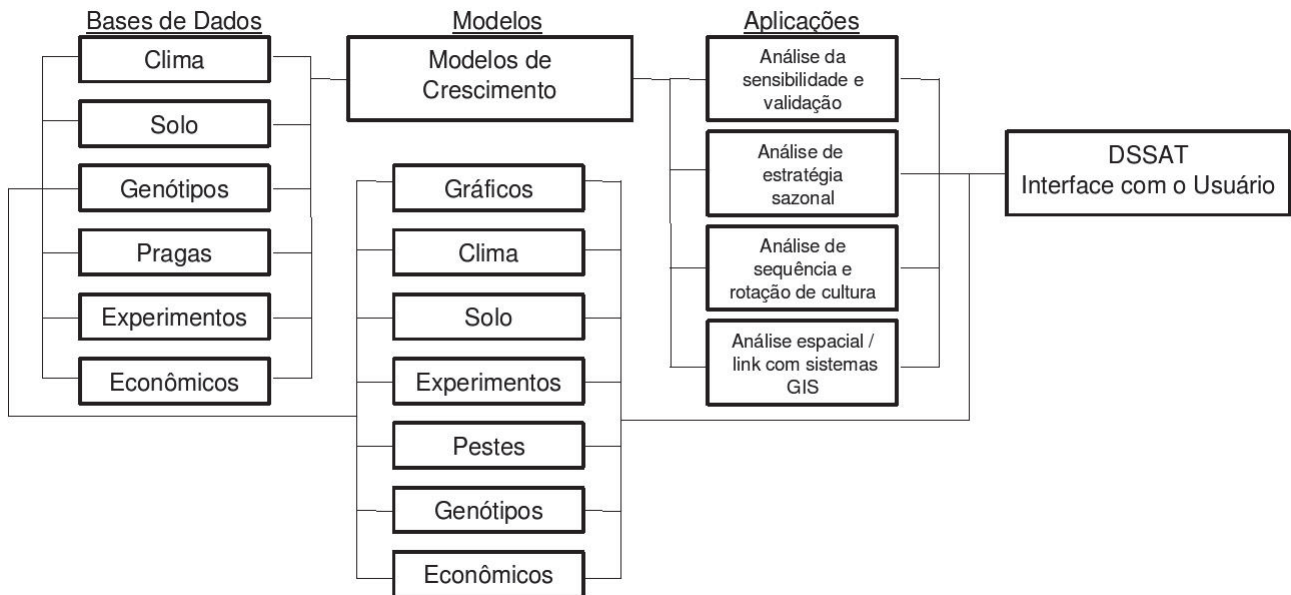 Bases de Dados
Clima
Solo
Genótipos
Pragas
Experimentos
Econômicos
Modelos
Modelos de
Crescimento
Gráficos
Clima
Solo
Experimentos
Pestes
Genótipos
Econômicos
Aplicações
Análise da
sensibilidade e
validação
Análise de
estratégia
sazonal
Análise de
sequência e
rotação de cultura
Análise espacial /
link com sistemas
GIS
DSSAT
Interface com o Usuário